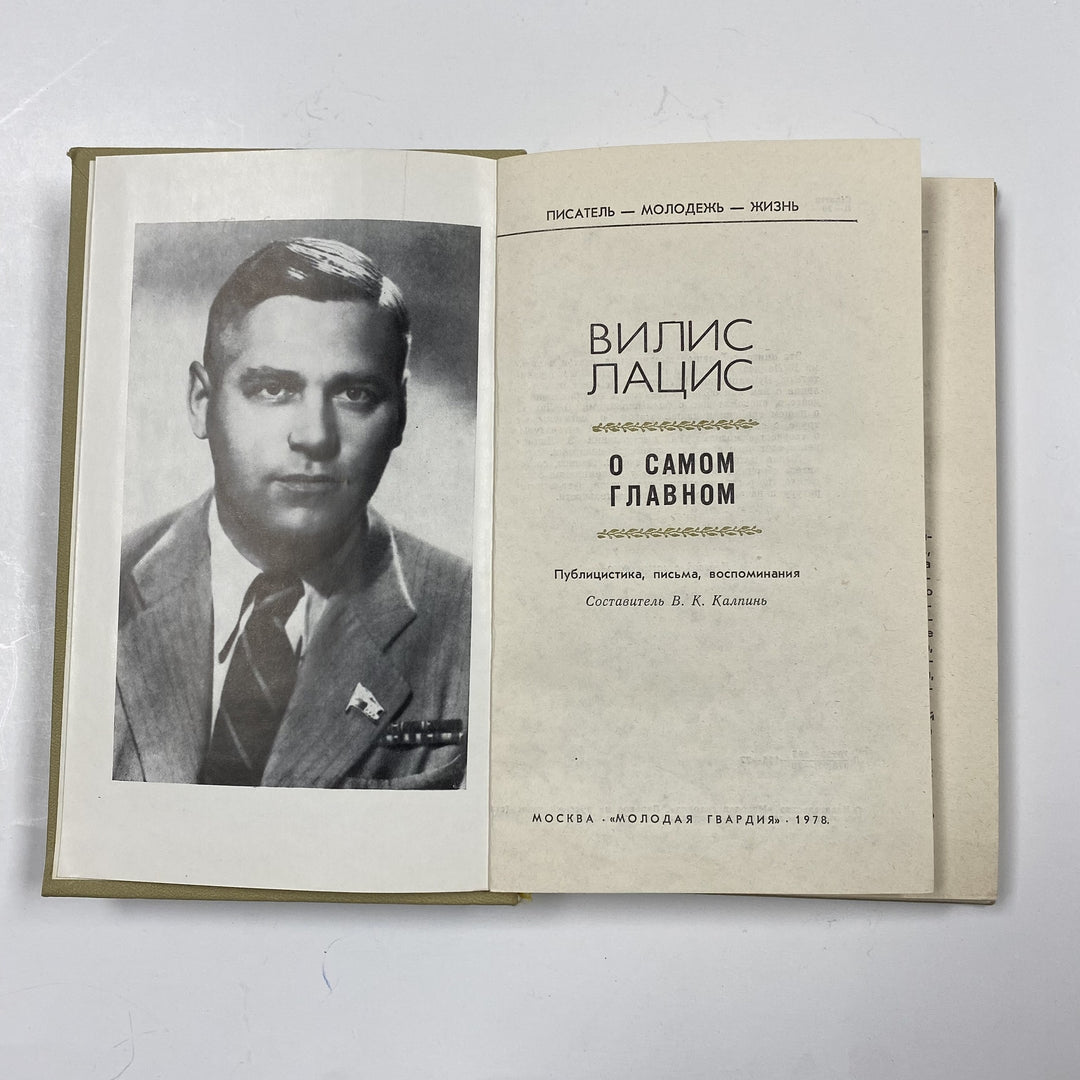 ПИСАТЕЛЬ — МОЛОДЕЖЬ — ЖИЗНЬ
ВИЛИС
ЛАЦИС
О САМОМ
ГЛАВНОМ
Публицистика, письма, воспоминания
Составитель В. К. Калпинь
МОСКВА · «МОЛОДАЯ ГВАРДИЯ» · 1978.